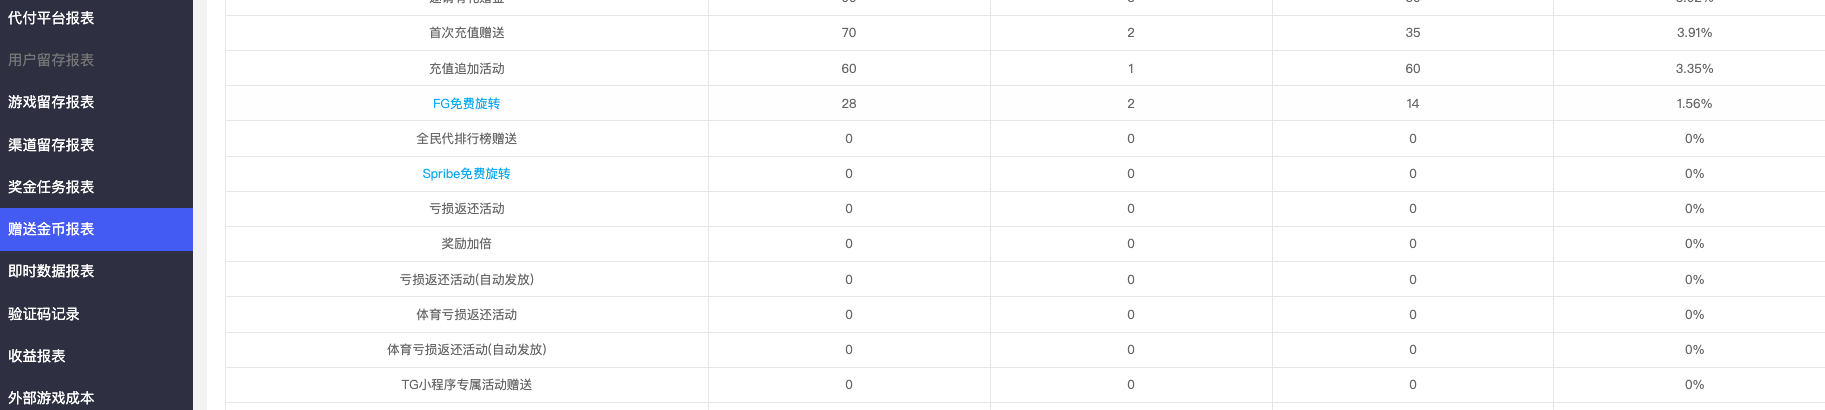 代付平台报表
用户留存报表
游戏留存报表
渠道留存报表
奖金任务报表
赠送金币报表
即时数据报表
验证码记录
收益报表
外部游戏成本
首次充值赠送 70 2 35 3.91%
充值追加活动 60 1 60 3.35%
FG免费旋转 28 2 14 1.56%
全民代排行榜赠送 0 0 0 0%
Spribe免费旋转 0 0 0 0%
亏损返还活动 0 0 0 0%
奖励加倍 0 0 0 0%
亏损返还活动(自动发放) 0 0 0 0%
体育亏损返还活动 0 0 0 0%
体育亏损返还活动(自动发放) 0 0 0 0%
TG小程序专属活动赠送 0 0 0 0%